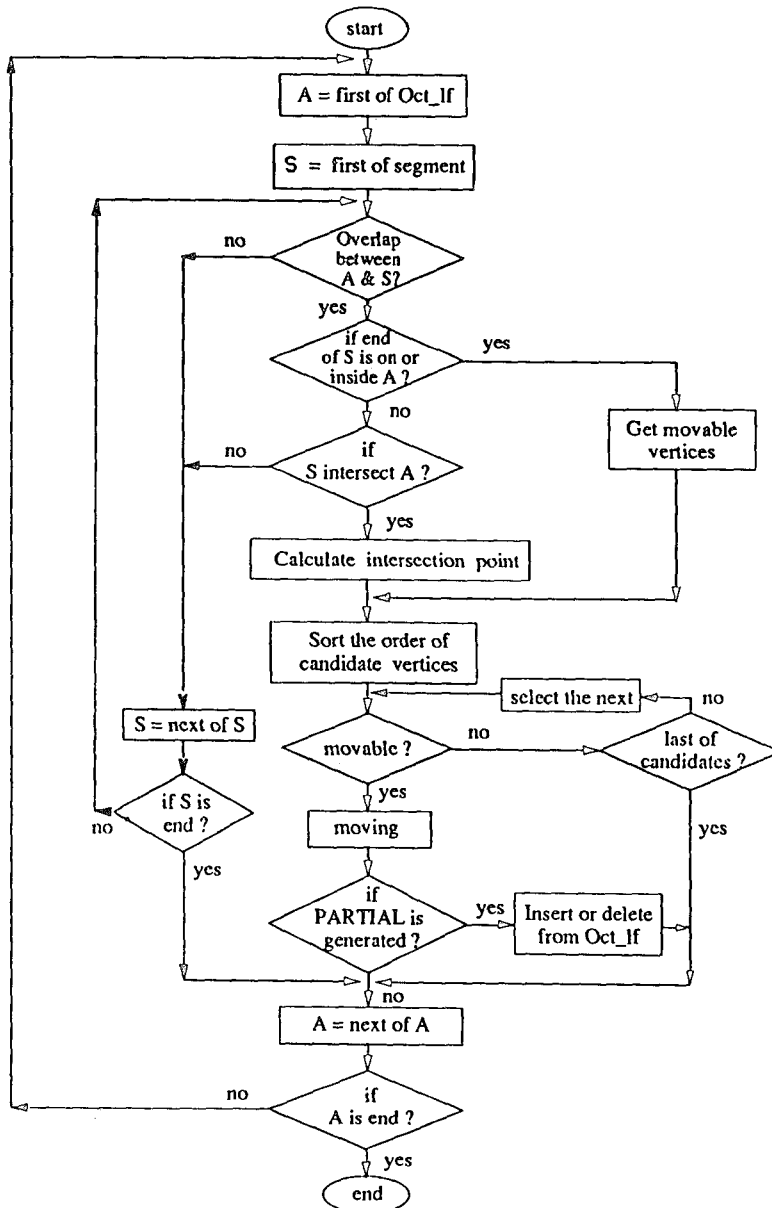 start
A = first of Oct_lf
S = first of segment
Overlap
between
A & S?
no
yes
if end
of S is on or
inside A ?
yes
no
Get movable
vertices
if
S intersect A ?
no
yes
Calculate intersection point
Sort the order of
candidate vertices
select the next
no
S = next of S
movable ?
no
last of
candidates ?
yes
yes
if S is
end ?
no
yes
moving
if
PARTIAL is
generated ?
yes
Insert or delete
from Oct_lf
no
A = next of A
if
A is end ?
no
yes
end